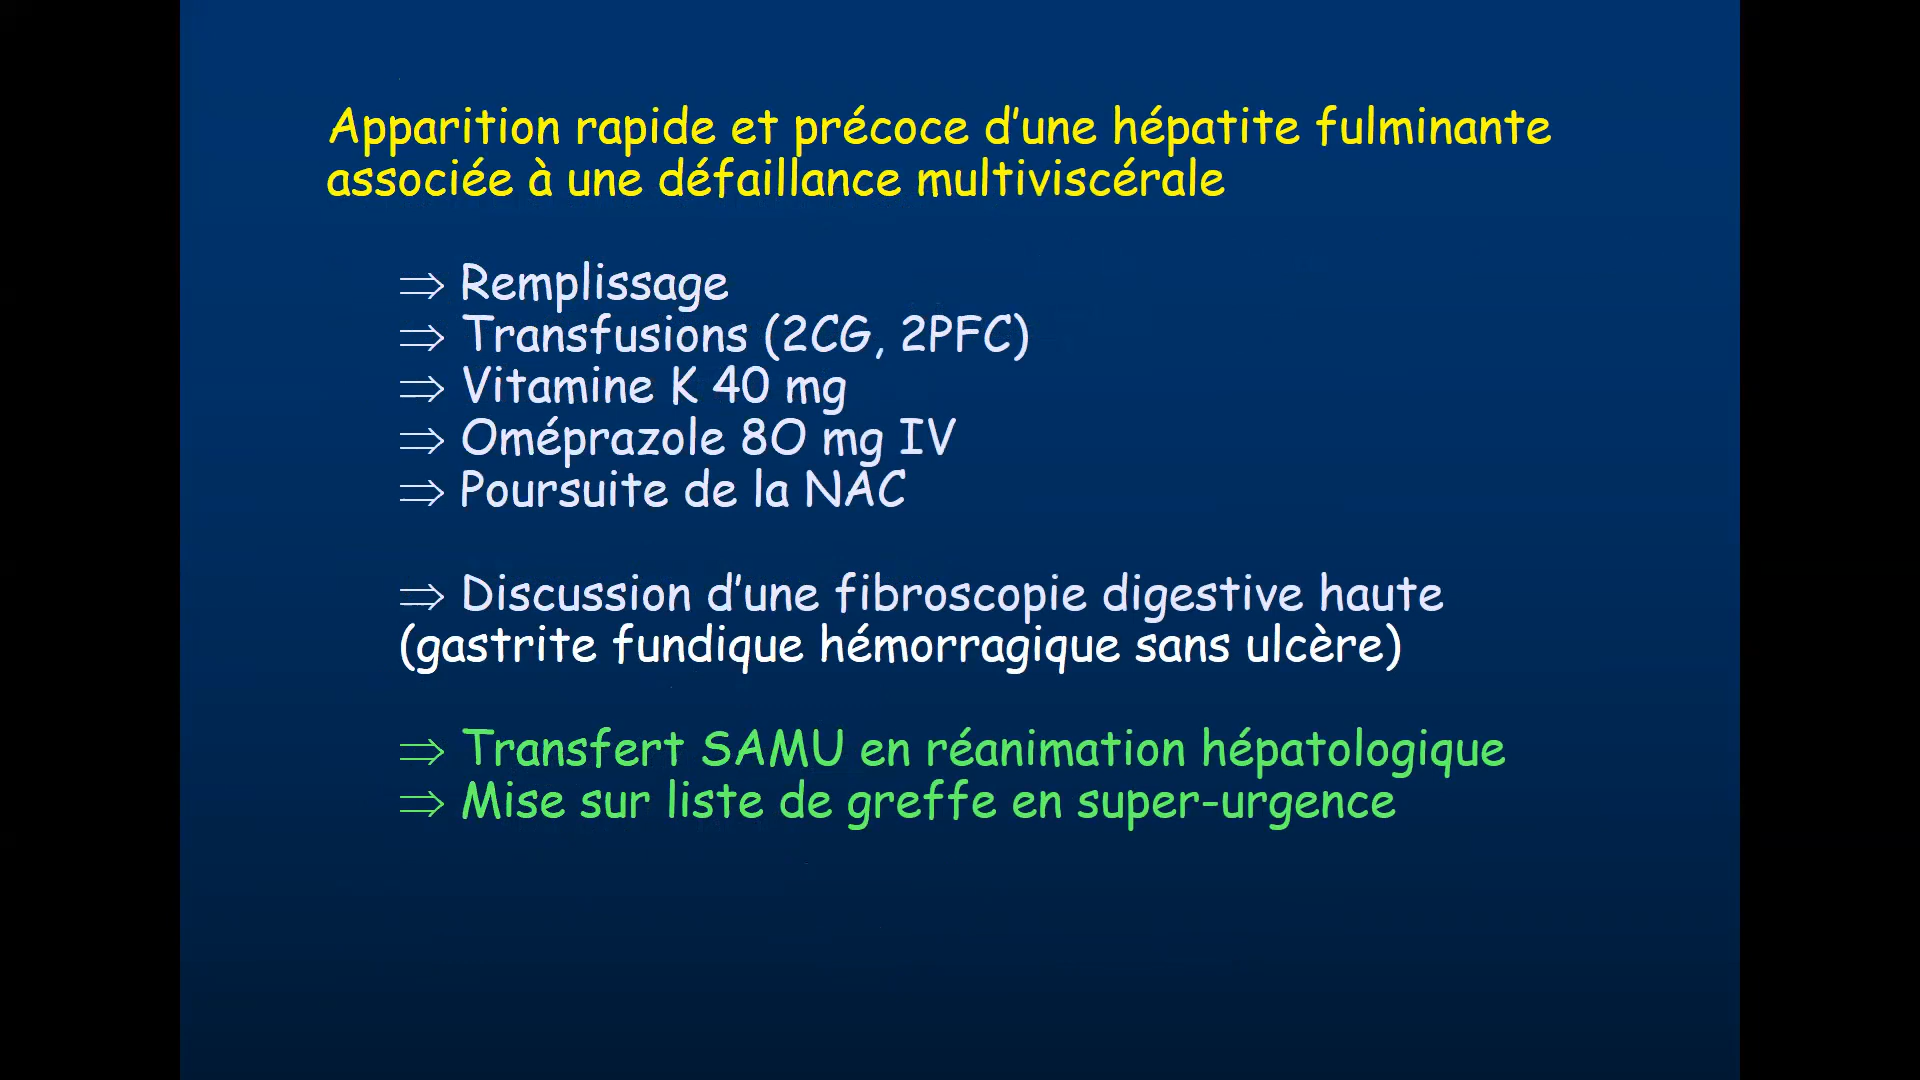 Apparition rapide et précoce d’une hépatite fulminante
associée à une défaillance multiviscérale
⇒ Remplissage
⇒ Transfusions (2CG, 2PFC)
⇒ Vitamine K 40 mg
⇒ Oméprazole 8O mg IV
⇒ Poursuite de la NAC
⇒ Discussion d’une fibroscopie digestive haute
(gastrite fundique hémorragique sans ulcère)
⇒ Transfert SAMU en réanimation hépatologique
⇒ Mise sur liste de greffe en super-urgence